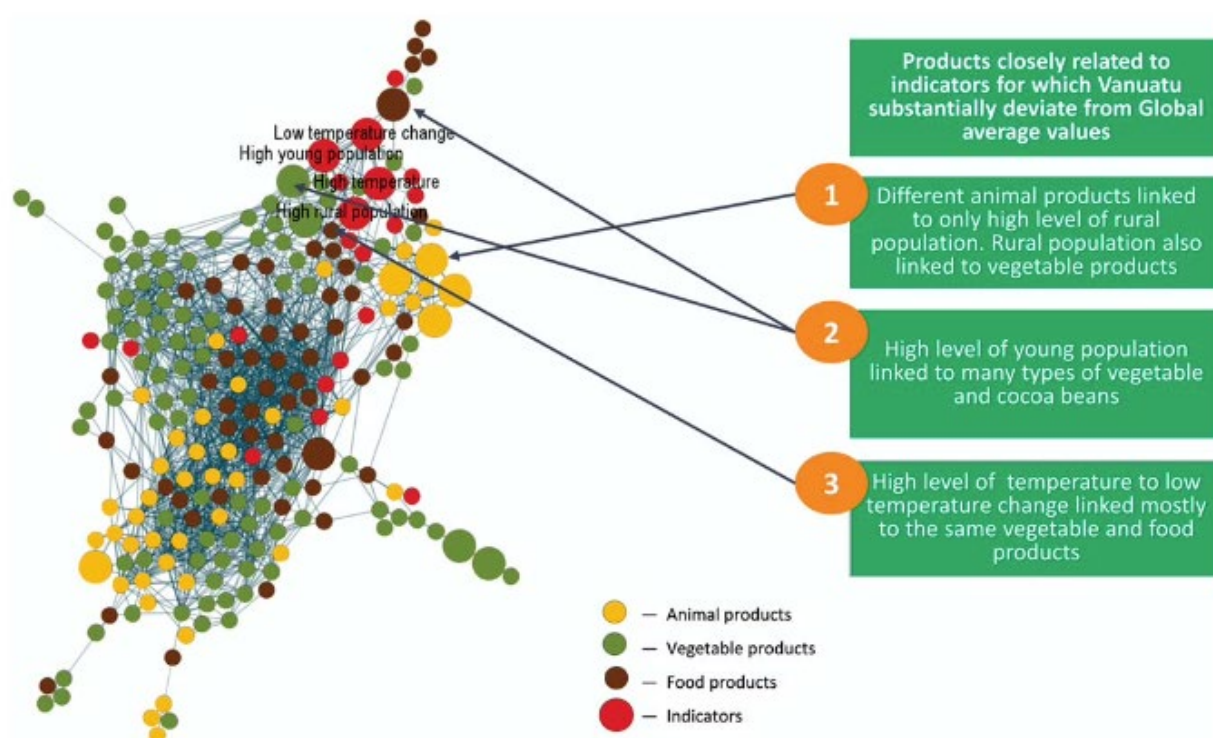 Low temperature change
High young population
High temperature
High rural population
Products closely related to
indicators for which Vanuatu
substantially deviate from Global
average values
1
Different animal products linked
to only high level of rural
population. Rural population also
linked to vegetable products
2
High level of young population
linked to many types of vegetable
and cocoa beans
3
High level of temperature to low
temperature change linked mostly
to the same vegetable and food
products
— Animal products
— Vegetable products
— Food products
— Indicators